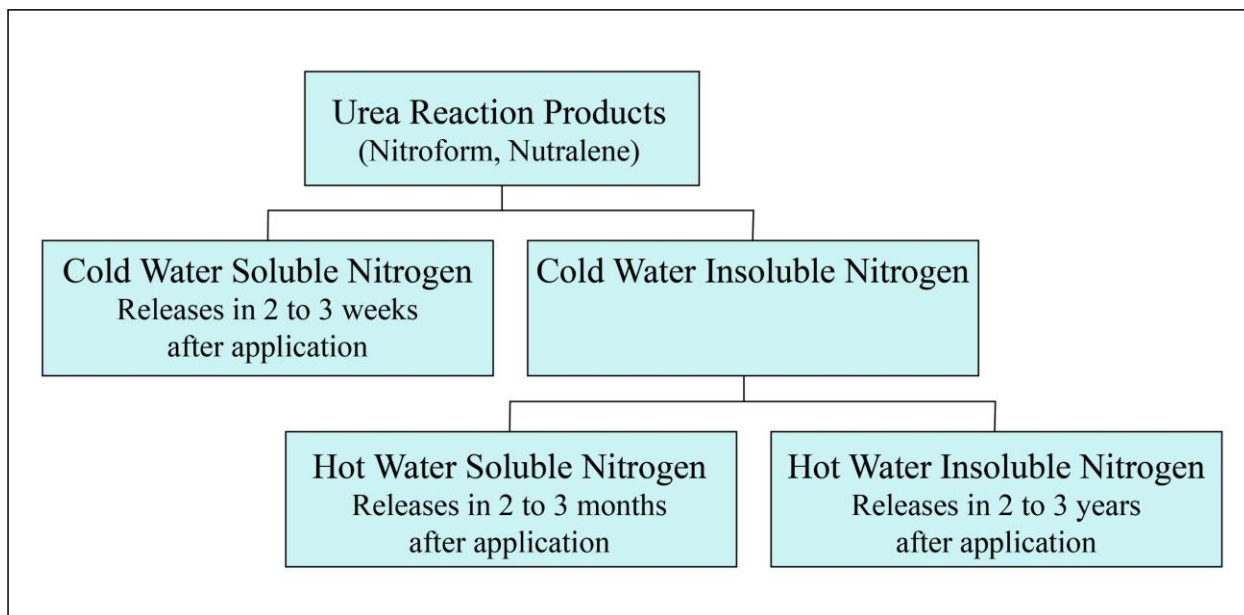 Urea Reaction Products
(Nitroform, Nutralene)
Cold Water Soluble Nitrogen
Releases in 2 to 3 weeks
after application
Cold Water Insoluble Nitrogen
Hot Water Soluble Nitrogen
Releases in 2 to 3 months
after application
Hot Water Insoluble Nitrogen
Releases in 2 to 3 years
after application